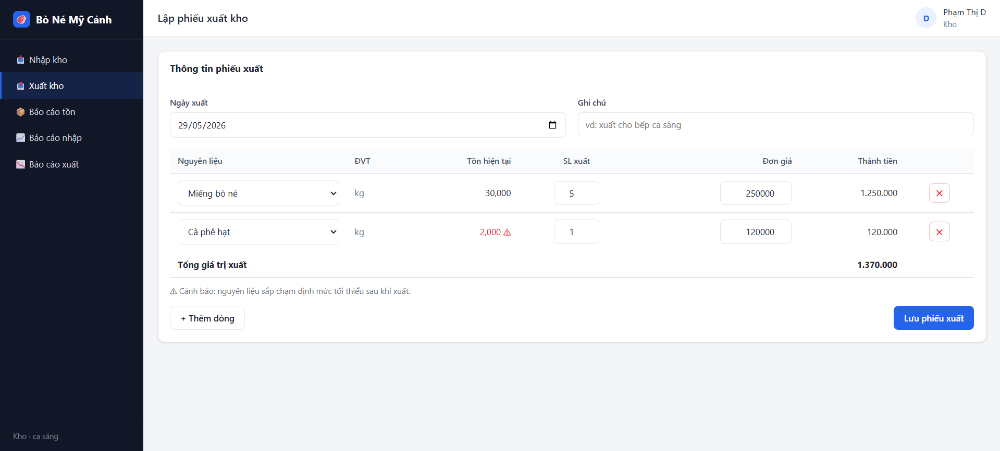 Bò Né Mỹ Cảnh
Nhập kho
Xuất kho
Báo cáo tồn
Báo cáo nhập
Báo cáo xuất
Kho · ca sáng
Lập phiếu xuất kho
D
Phạm Thị D
Kho
Thông tin phiếu xuất
Ngày xuất
29/05/2026
Ghi chú
vd: xuất cho bếp ca sáng
Nguyên liệu ĐVT Tồn hiện tại SL xuất Đơn giá Thành tiền
Miếng bò né kg 30,000 5 250000 1.250.000 ✕
Cà phê hạt kg 2,000 ⚠ 1 120000 120.000 ✕
Tổng giá trị xuất 1.370.000
⚠ Cảnh báo: nguyên liệu sắp chạm định mức tối thiểu sau khi xuất.
+ Thêm dòng
Lưu phiếu xuất